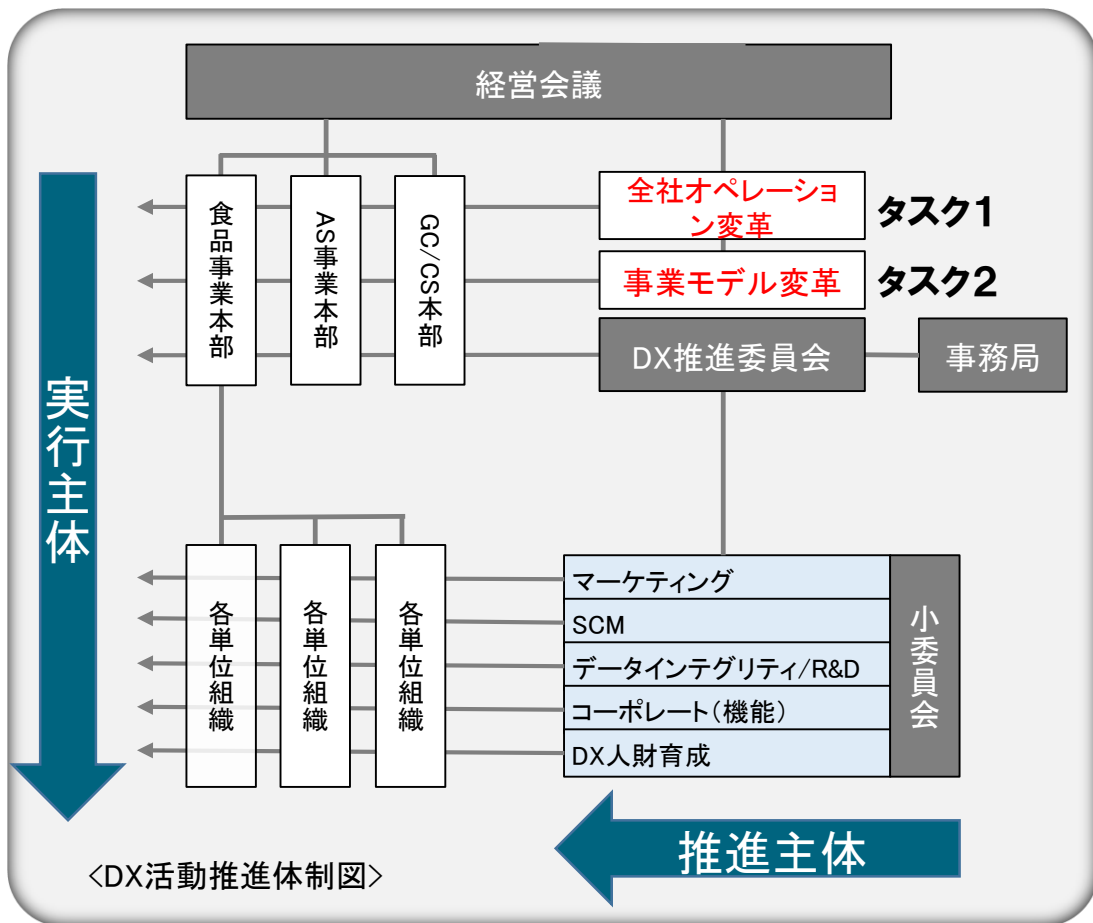 経営会議
全社オペレーショ
ン変革
タスク1
事業モデル変革
タスク2
DX推進委員会
事務局
食品事業本部
AS事業本部
GC/CS本部
実行主体
各単位組織
各単位組織
各単位組織
マーケティング
SCM
データインテグリティ/R&D
コーポレート(機能)
DX人財育成
小委員会
推進主体
<DX活動推進体制図>